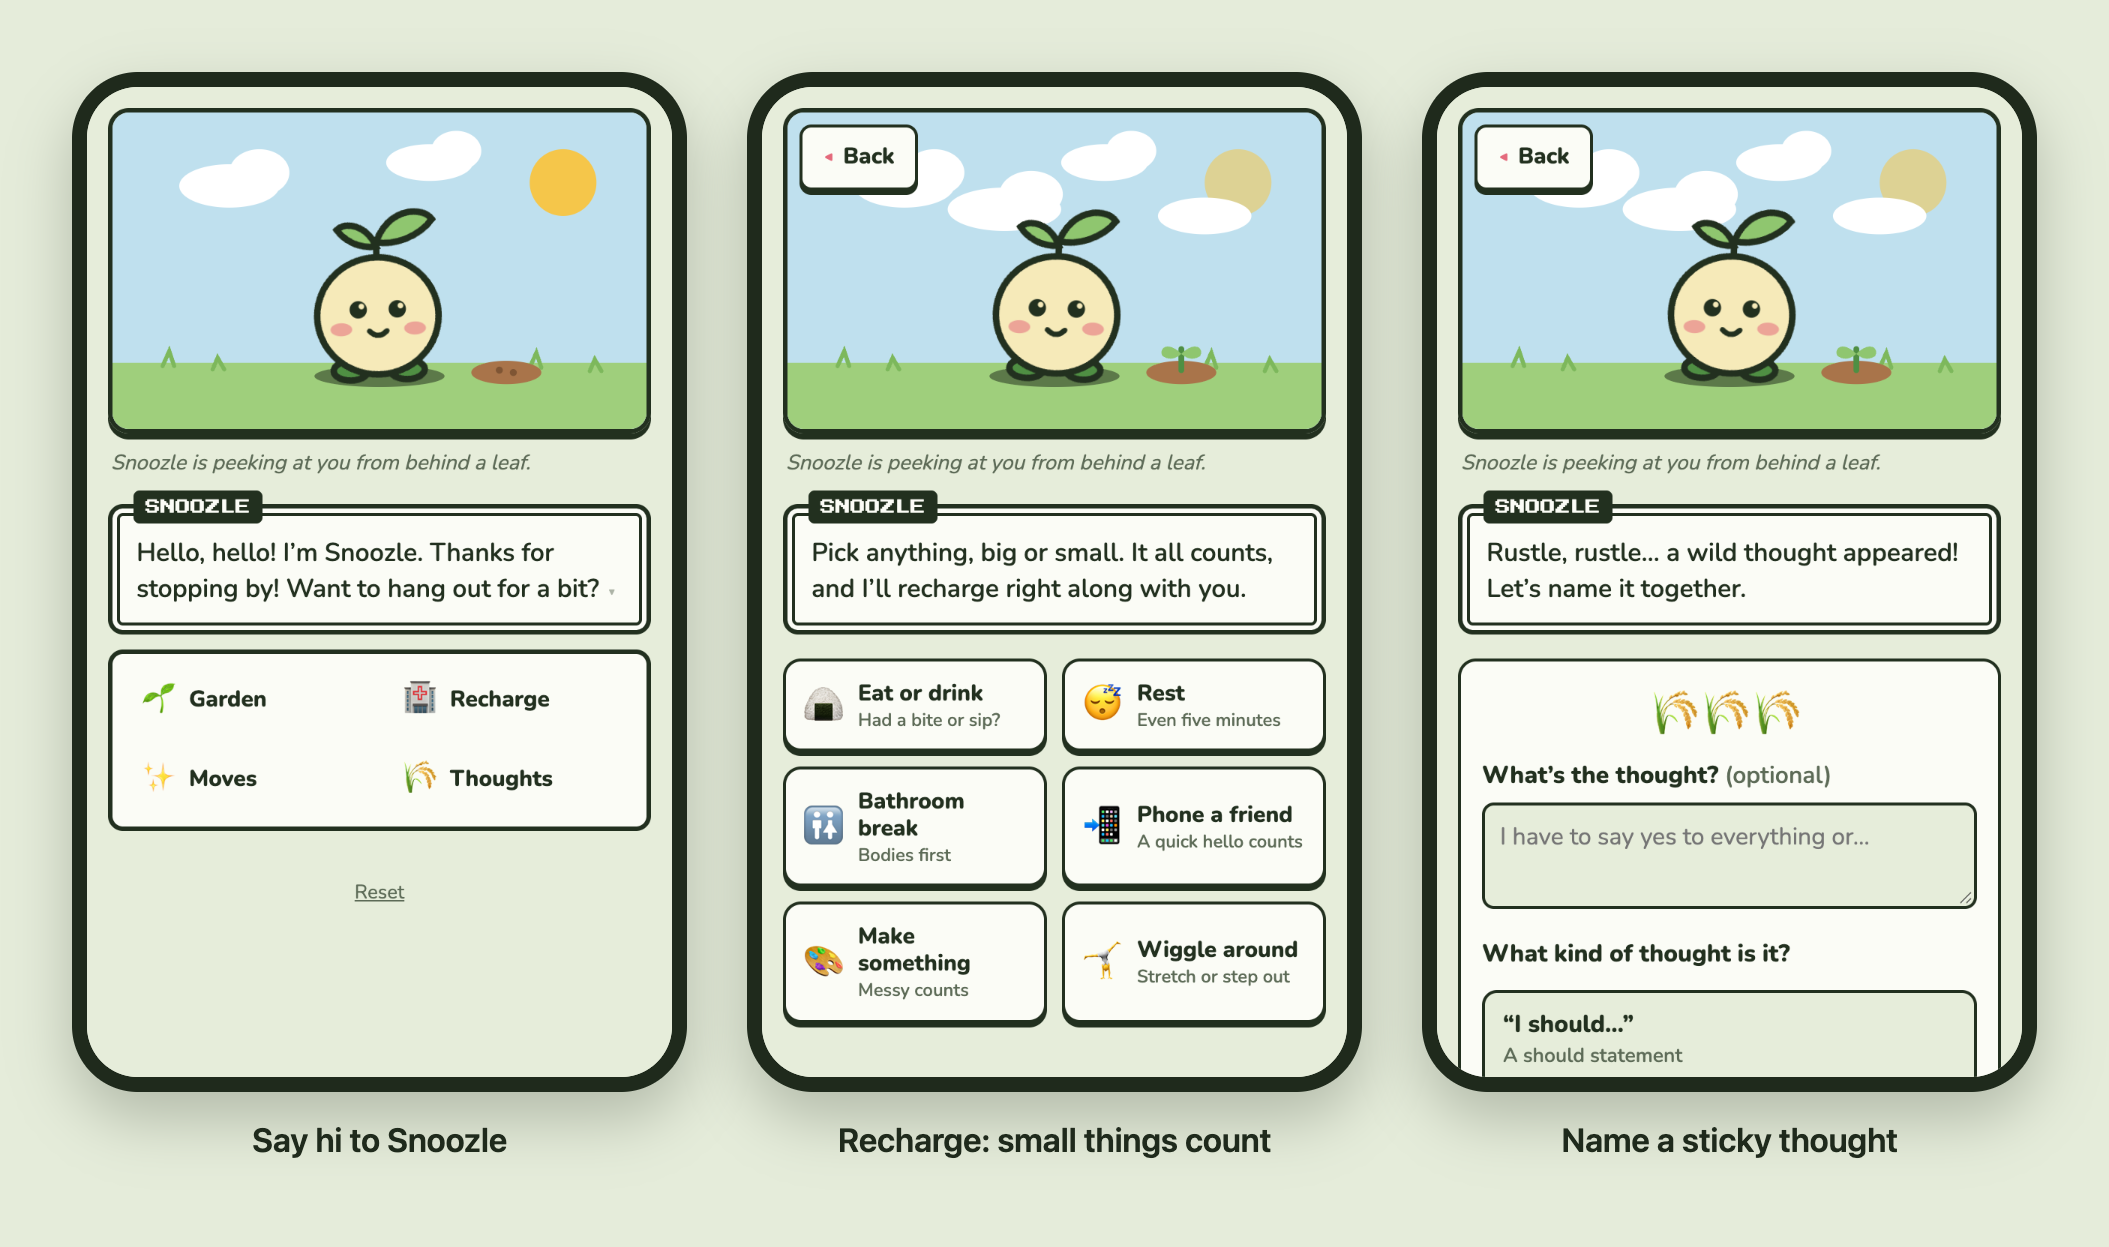 Snoozle is peeking at you from behind a leaf.
SNOOZLE
Hello, hello! I’m Snoozle. Thanks for
stopping by! Want to hang out for a bit?
Garden
Recharge
Moves
Thoughts
Reset
Say hi to Snoozle
Back
Snoozle is peeking at you from behind a leaf.
SNOOZLE
Pick anything, big or small. It all counts,
and I’ll recharge right along with you.
Eat or drink
Had a bite or sip?
Rest
Even five minutes
Bathroom
break
Bodies first
Phone a friend
A quick hello counts
Make
something
Messy counts
Wiggle around
Stretch or step out
Recharge: small things count
Back
Snoozle is peeking at you from behind a leaf.
SNOOZLE
Rustle, rustle... a wild thought appeared!
Let’s name it together.
What’s the thought? (optional)
I have to say yes to everything or...
What kind of thought is it?
“I should...”
A should statement
Name a sticky thought